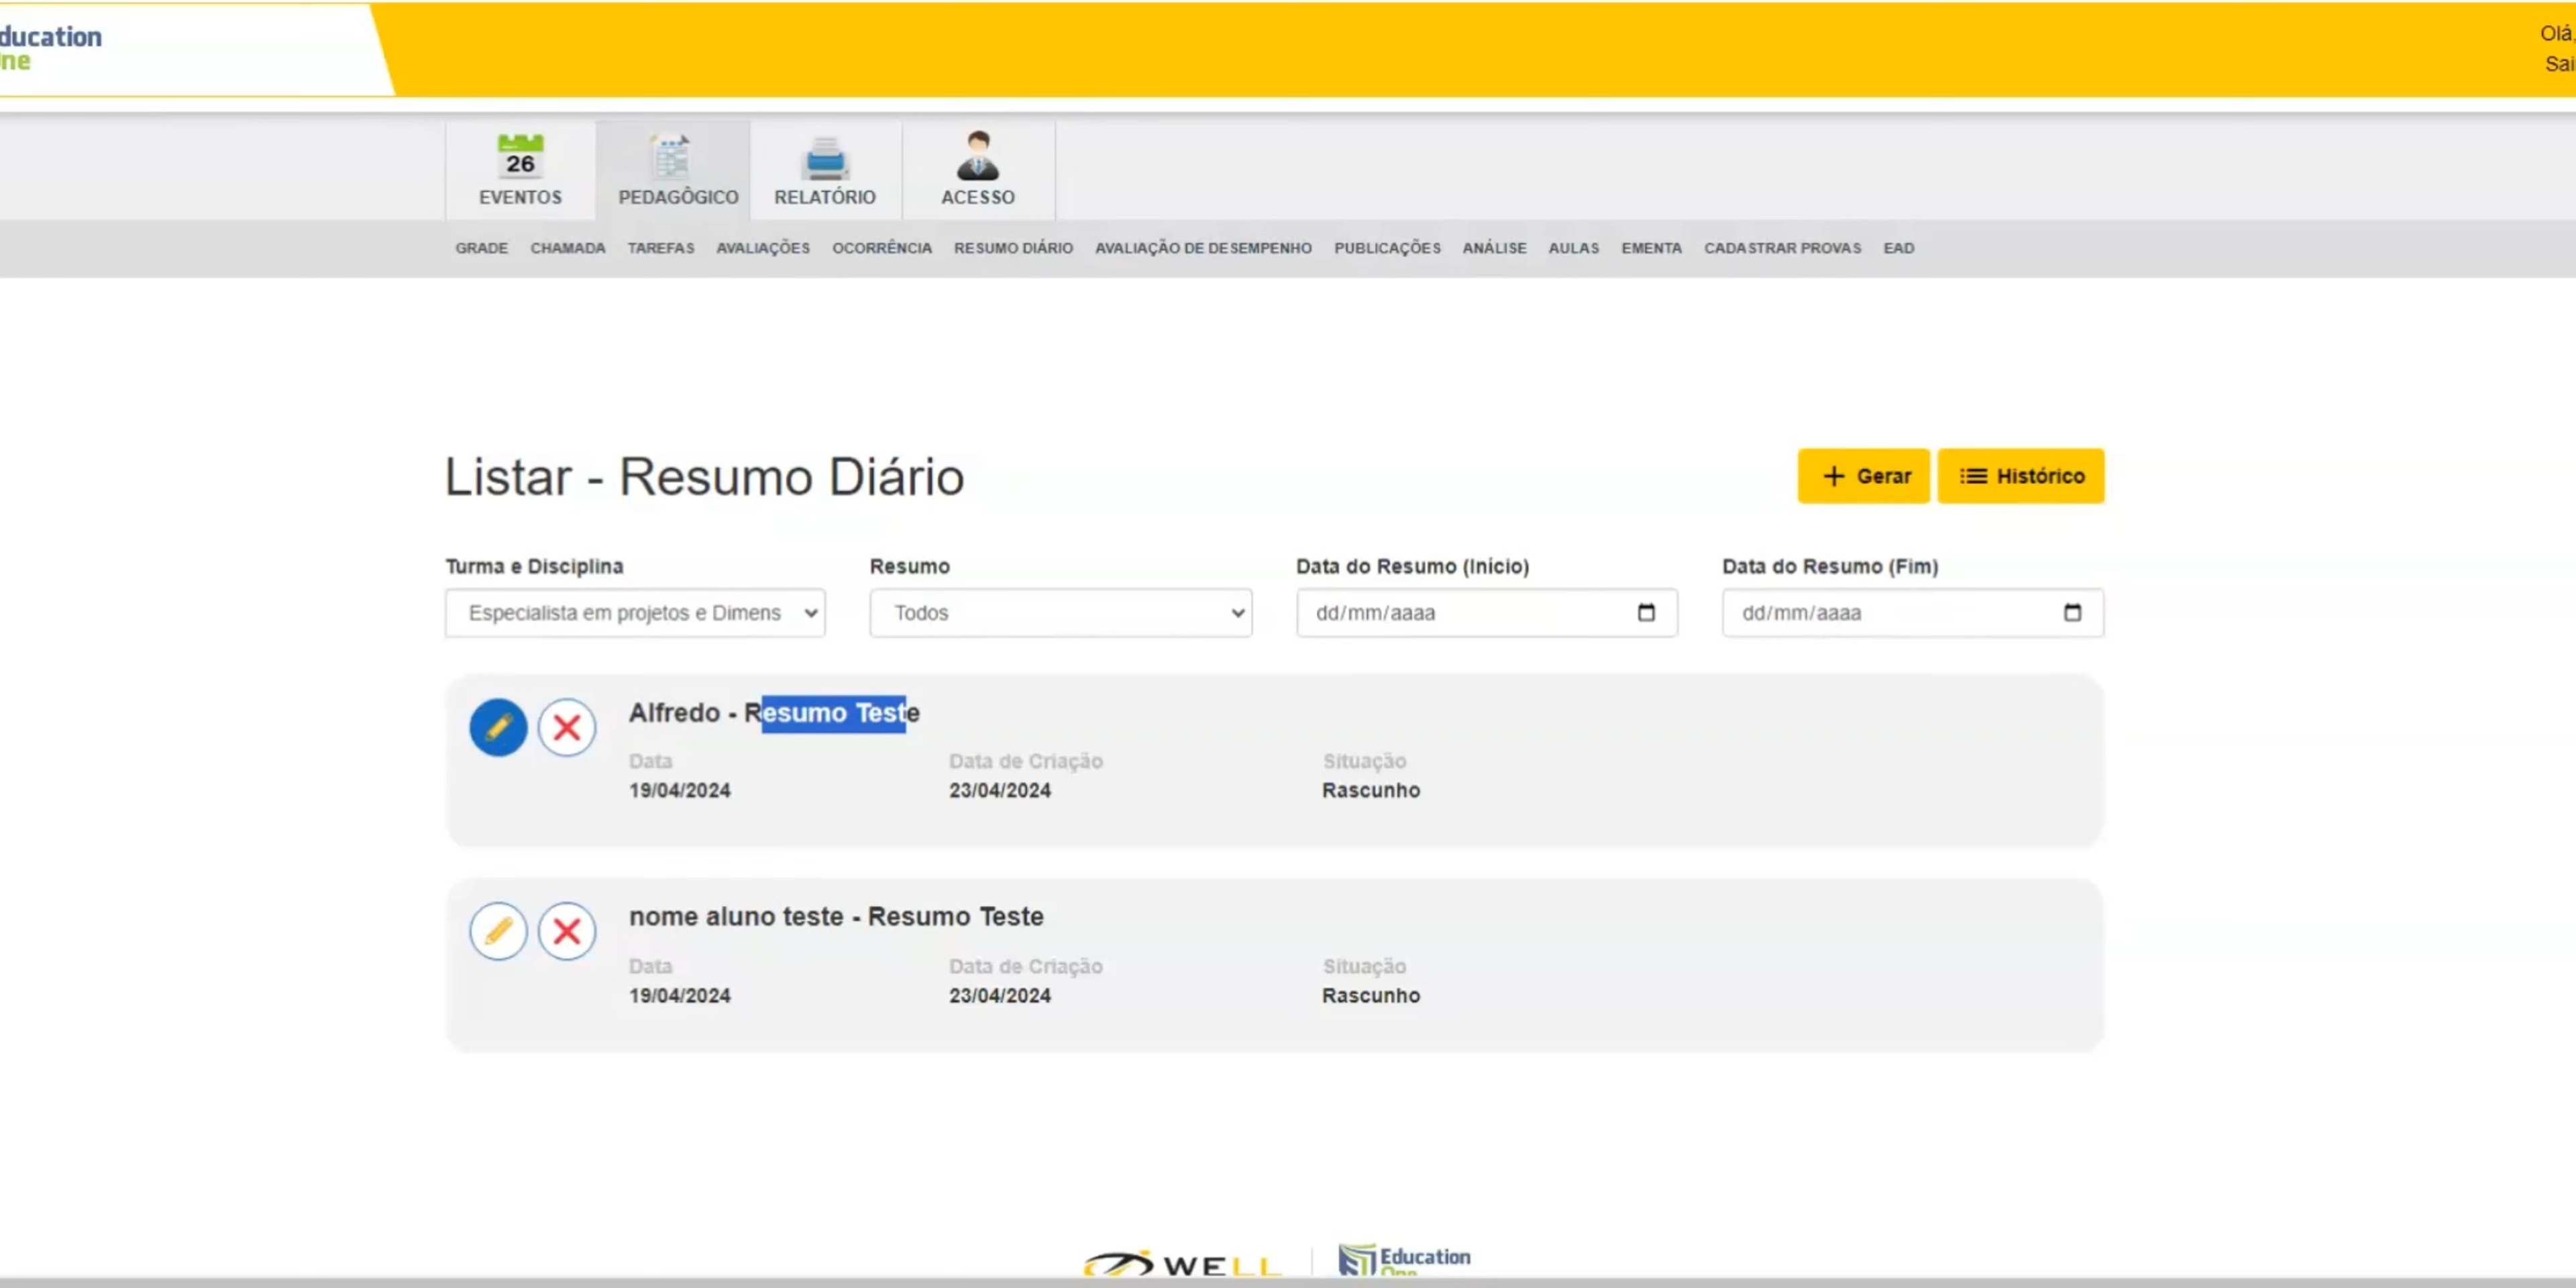 ducation
ne
Olá,
Sai
26
EVENTOS
PEDAGÔGICO
RELATÓRIO
ACESSO
GRADE CHAMADA TAREFAS AVALIAÇÕES OCORRÊNCIA RESUMO DIÁRIO AVALIAÇÃO DE DESEMPENHO PUBLICAÇÕES ANÁLISE AULAS EMENTA CADASTRAR PROVAS EAD
Listar - Resumo Diário
+ Gerar
Histórico
Turma e Disciplina
Resumo
Data do Resumo (Início)
Data do Resumo (Fim)
Especialista em projetos e Dimens
Todos
dd/mm/aaaa
dd/mm/aaaa
Alfredo - Resumo Teste
Data
Data de Criação
Situação
19/04/2024
23/04/2024
Rascunho
nome aluno teste - Resumo Teste
Data
Data de Criação
Situação
19/04/2024
23/04/2024
Rascunho
WELL
Education
One